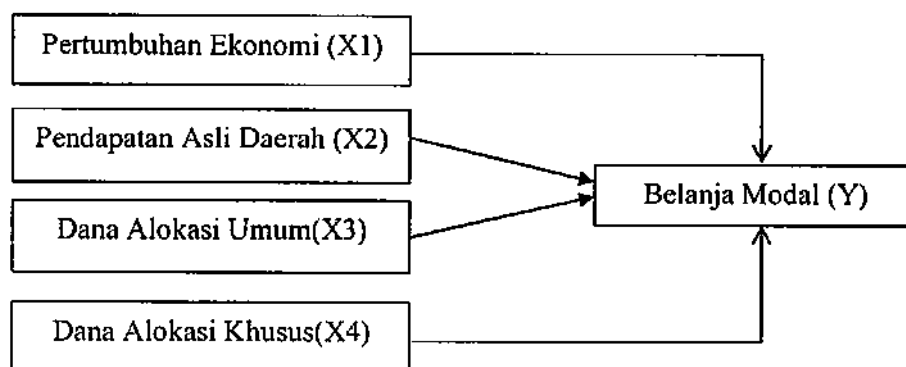 Pertumbuhan Ekonomi (X1)
Pendapatan Asli Daerah (X2)
Belanja Modal (Y)
Dana Alokasi Umum(X3)
Dana Alokasi Khusus(X4)